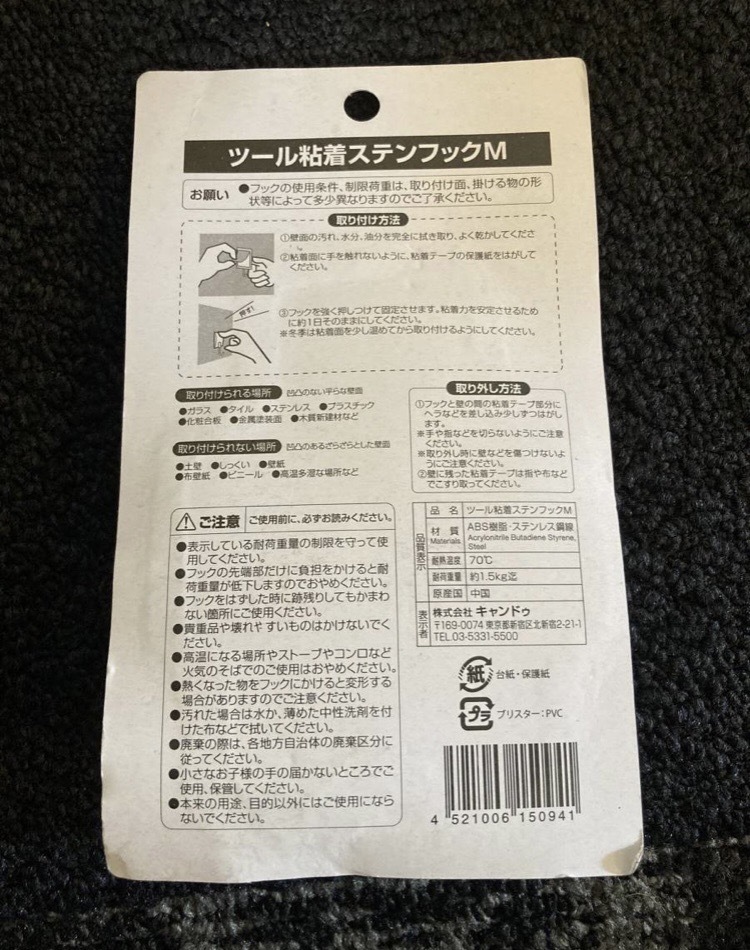 ツール粘着ステンフックM
お願い ●フックの使用条件、制限荷重は、取り付け面、掛ける物の形
状等によって多少異なりますのでご了承ください。
取り付け方法
①壁面の汚れ、水分、油分を完全に拭き取り、よく乾かしてくださ
い。
②粘着面に手を触れないように、粘着テープの保護紙をはがして
ください。
押す!
③フックを強く押しつけて固定させます。粘着力を安定させるため
に約1日そのままにしてください。
※冬季は粘着面を少し温めてから取り付けるようにしてください。
取り付けられる場所 凹凸のない平らな壁面
●ガラス ●タイル ●ステンレス ●プラスチック
●化粧合板 ●金属塗装面 ●木質新建材など
取り付けられない場所 凹凸のあるざらざらとした壁面
●土壁 ●しっくい ●壁紙
●布壁紙 ●ビニール ●高温多湿な場所など
取り外し方法
①フックと壁の間の粘着テープ部分に
ヘラなどを差し込み少しずつはがし
ます。
※手や指などを切らないようにご注意
ください。
※取り外し時に壁などを傷つけないよ
うにご注意ください。
②壁に残った粘着テープは指や布など
でこすり取ってください。
ご注意 ご使用前に、必ずお読みください。
●表示している耐荷重量の制限を守って使
用してください。
●フックの先端部だけに負担をかけると耐
荷重量が低下しますのでおやめください。
●フックをはずした時に跡残りしてもかまわ
ない箇所にご使用ください。
●貴重品や壊れやすいものはかけないでく
ださい。
●高温になる場所やストーブやコンロなど
火気のそばでのご使用はおやめください。
●熱くなった物をフックにかけると変形する
場合がありますのでご注意ください。
●汚れた場合は水か、薄めた中性洗剤を付
けた布などで拭いてください。
●廃棄の際は、各地方自治体の廃棄区分に
従ってください。
●小さなお子様の手の届かないところでご
使用、保管してください。
●本来の用途、目的以外にはご使用になら
ないでください。
品質表示
品 名 ツール粘着ステンフックM
材 質 ABS樹脂・ステンレス鋼線
Materials Acrylonitrile Butadiene Styrene,
Steel
耐熱温度 70℃
耐荷重量 約1.5kg迄
原産国 中国
表示者
株式会社 キャンドゥ
〒169-0074 東京都新宿区北新宿2-21-1
TEL.03-5331-5500
紙 台紙・保護紙
プラ ブリスター:PVC
4 521006 150941